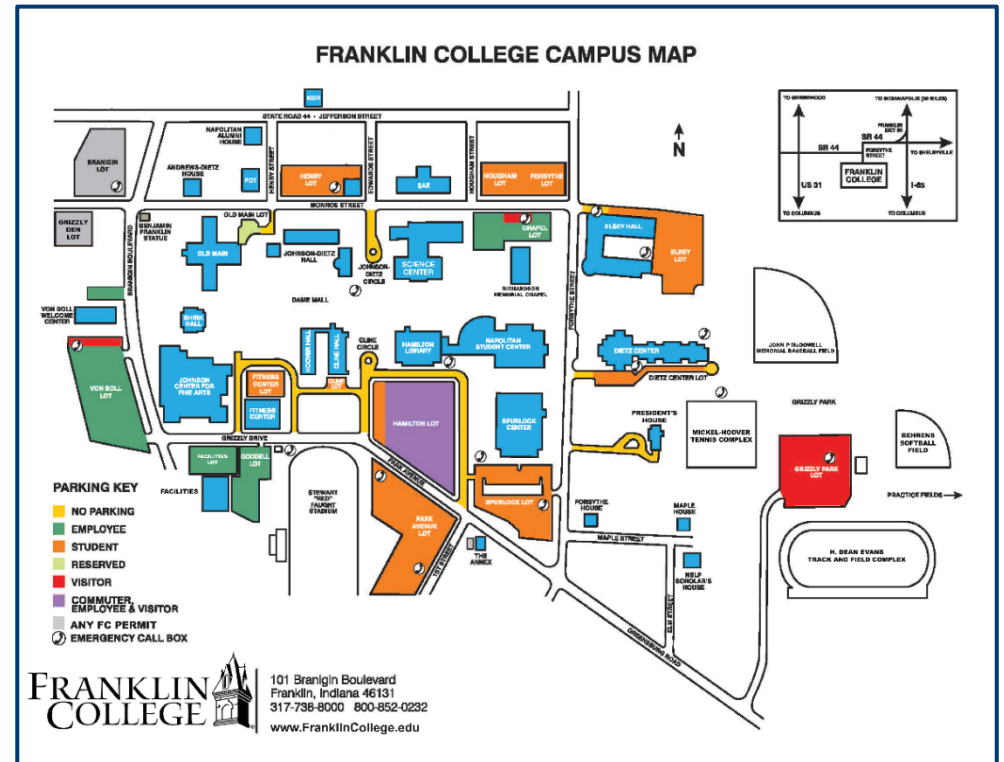 FRANKLIN COLLEGE CAMPUS MAP
KDR
STATE ROAD 44 • JEFFERSON STREET
NAPOLITAN
ALUMNI
HOUSE
BRANIGIN
LOT
ANDREWS-DIETZ
HOUSE
HENRY STREET
HENRY
LOT
EDWARDS STREET
SAE
HOUGHAM STREET
HOUGHAM
LOT
FORSYTHE
LOT
N
TO GREENWOOD
TO INDIANAPOLIS (20 MILES)
FRANKLIN
EXIT 90
SR 44
SR 44
FORSYTHE
STREET
TO SHELBYVILLE
FRANKLIN
COLLEGE
US 31
I-65
TO COLUMBUS
TO COLUMBUS
MONROE STREET
GRIZZLY
DEN LOT
BENJAMIN
FRANKLIN
STATUE
BRANIGIN BOULEVARD
OLD MAIN LOT
OLD MAIN
JOHNSON-DIETZ
HALL
JOHNSON-
DIETZ
CIRCLE
SCIENCE
CENTER
CHAPEL
LOT
RICHARDSON
MEMORIAL CHAPEL
FORSYTHE STREET
ELSEY HALL
ELSEY
LOT
DAME MALL
VON BOLL
WELCOME
CENTER
SHIRK
HALL
HOOVER HALL
CLINE HALL
CLINE
CIRCLE
HAMILTON
LIBRARY
NAPOLITAN
STUDENT CENTER
DIETZ CENTER
DIETZ CENTER LOT
JOHN P McDOWELL
MEMORIAL BASEBALL FIELD
VON BOLL
LOT
JOHNSON
CENTER FOR
FINE ARTS
FITNESS
CENTER
LOT
FITNESS
CENTER
CLINE
LOT
HAMILTON LOT
SPURLOCK
CENTER
PRESIDENT'S
HOUSE
MICKEL-HOOVER
TENNIS COMPLEX
GRIZZLY PARK
BEHRENS
SOFTBALL
FIELD
GRIZZLY DRIVE
FACILITIES
LOT
GOODELL
LOT
FACILITIES
STEWART
"RED"
FAUGHT
STADIUM
PARK AVENUE
PARK
AVENUE
LOT
1ST STREET
SPURLOCK LOT
THE
ANNEX
FORSYTHE
HOUSE
MAPLE
HOUSE
MAPLE STREET
ELM STREET
SCHOLAR'S
HOUSE
GREENSBURG ROAD
GRIZZLY PARK
LOT
PRACTICE FIELDS
H. DEAN EVANS
TRACK AND FIELD COMPLEX
PARKING KEY
NO PARKING
EMPLOYEE
STUDENT
RESERVED
VISITOR
COMMUTER,
EMPLOYEE & VISITOR
ANY FC PERMIT
EMERGENCY CALL BOX
FRANKLIN
COLLEGE
101 Branigin Boulevard
Franklin, Indiana 46131
317-738-8000 800-852-0232
www.FranklinCollege.edu